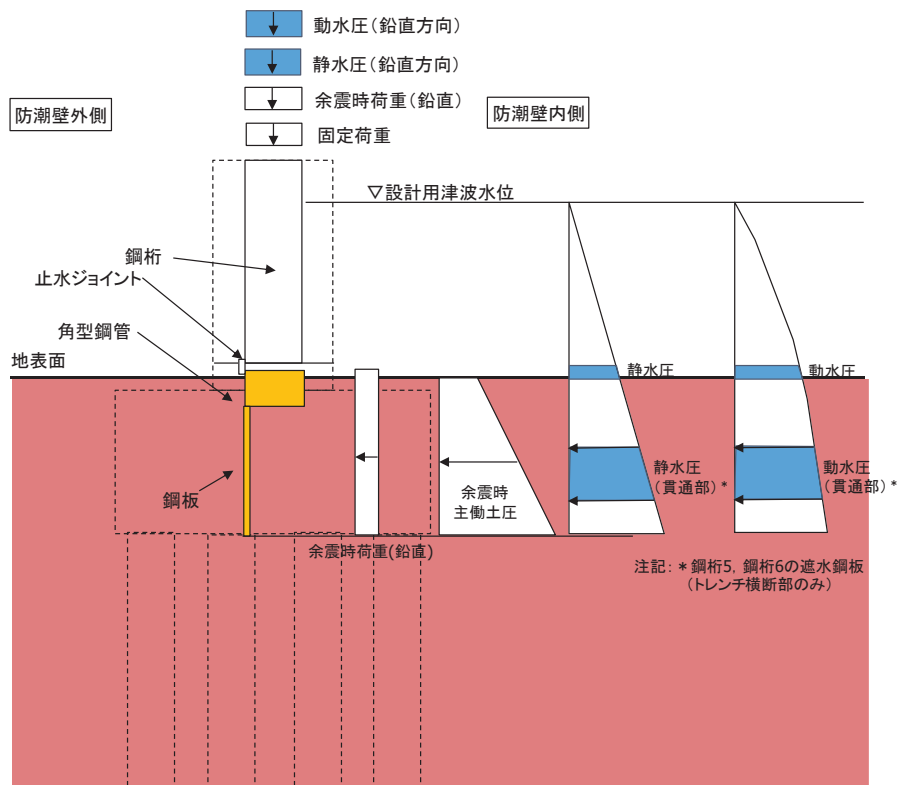 動水圧(鉛直方向)
静水圧(鉛直方向)
余震時荷重(鉛直)
固定荷重
防潮壁外側
防潮壁内側
▽設計用津波水位
鋼桁
止水ジョイント
角型鋼管
地表面
静水圧
動水圧
鋼板
余震時
主働土圧
静水圧
(貫通部)*
動水圧
(貫通部)*
余震時荷重(鉛直)
注記:*鋼桁5,鋼桁6の遮水鋼板
(トレンチ横断部のみ)